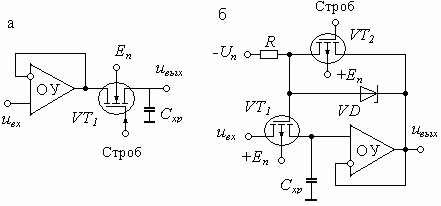 а
б
Строб
-Uп
R
VT2
+Eп
Eп
uвых
ОУ
VT1
VT1
VD
uвх
Cхр
uвх
ОУ
uвых
+Eп
Строб
Cхр